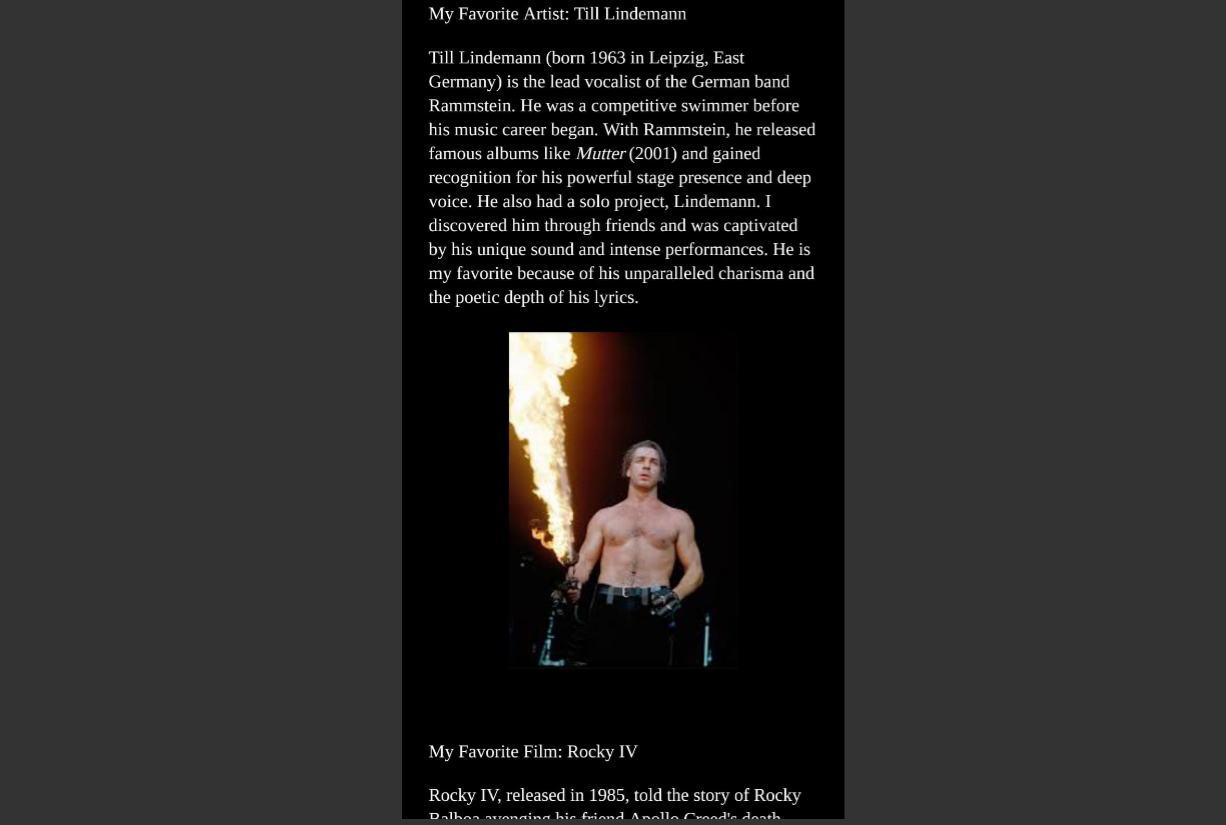 My Favorite Artist: Till Lindemann
Till Lindemann (born 1963 in Leipzig, East
Germany) is the lead vocalist of the German band
Rammstein. He was a competitive swimmer before
his music career began. With Rammstein, he released
famous albums like Mutter (2001) and gained
recognition for his powerful stage presence and deep
voice. He also had a solo project, Lindemann. I
discovered him through friends and was captivated
by his unique sound and intense performances. He is
my favorite because of his unparalleled charisma and
the poetic depth of his lyrics.
My Favorite Film: Rocky IV
Rocky IV, released in 1985, told the story of Rocky
Balboa avenging his friend Apollo Creed's death